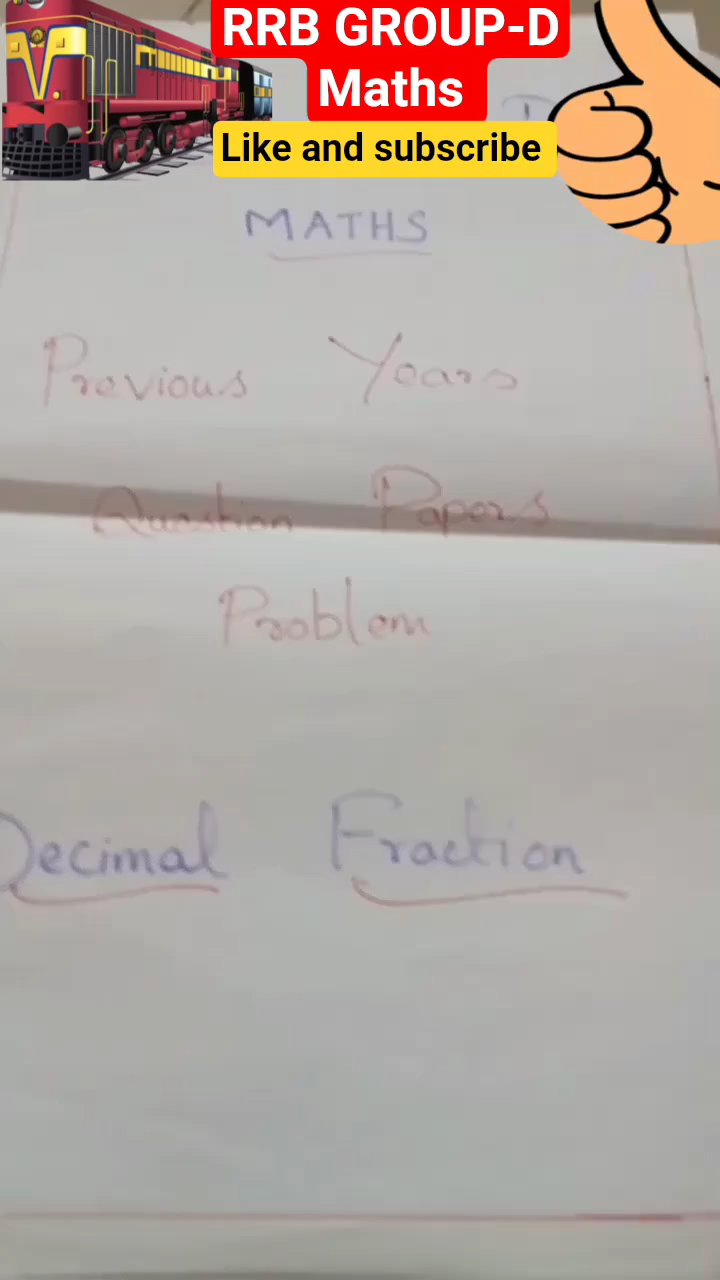 RRB GROUP-D
Maths
Like and subscribe
MATHS
Previous Years
Question Papers
Problem
Decimal Fraction